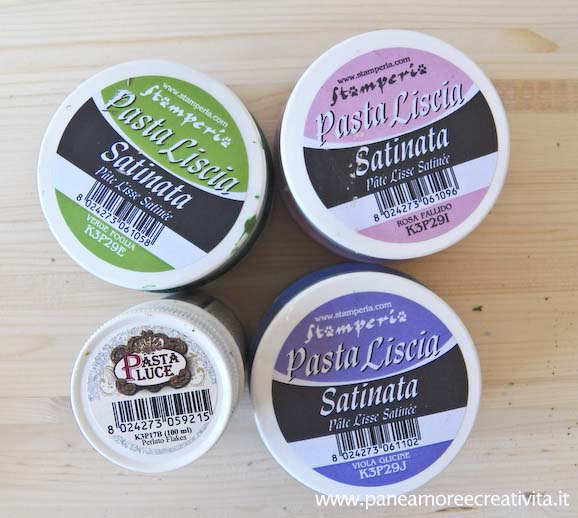 www.stamperia.com
Stamperia
Pasta Liscia
Satinata
Pâte Lisse Satinée
8 024273 061058
VERDE FOGLIA
K3P29E
www.stamperia.com
Stamperia
Pasta Liscia
Satinata
Pâte Lisse Satinée
8 024273 061096
ROSA PALLIDO
K3P29I
PASTA
LUCE
8 024273 059215
K3P17B (100 ml)
Perlato Flakes
www.stamperia.com
Stamperia
Pasta Liscia
Satinata
Pâte Lisse Satinée
8 024273 061102
VIOLA GLICINE
K3P29J
www.paneamoreecreativita.it